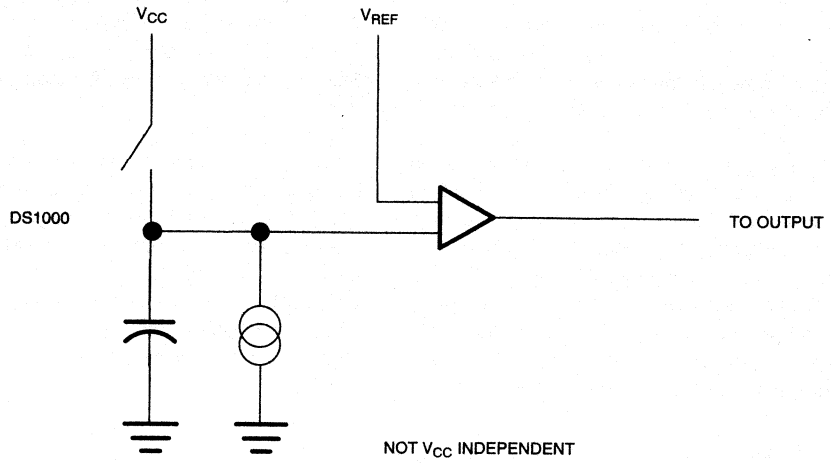 VCC
VREF
DS1000
TO OUTPUT
NOT VCC INDEPENDENT